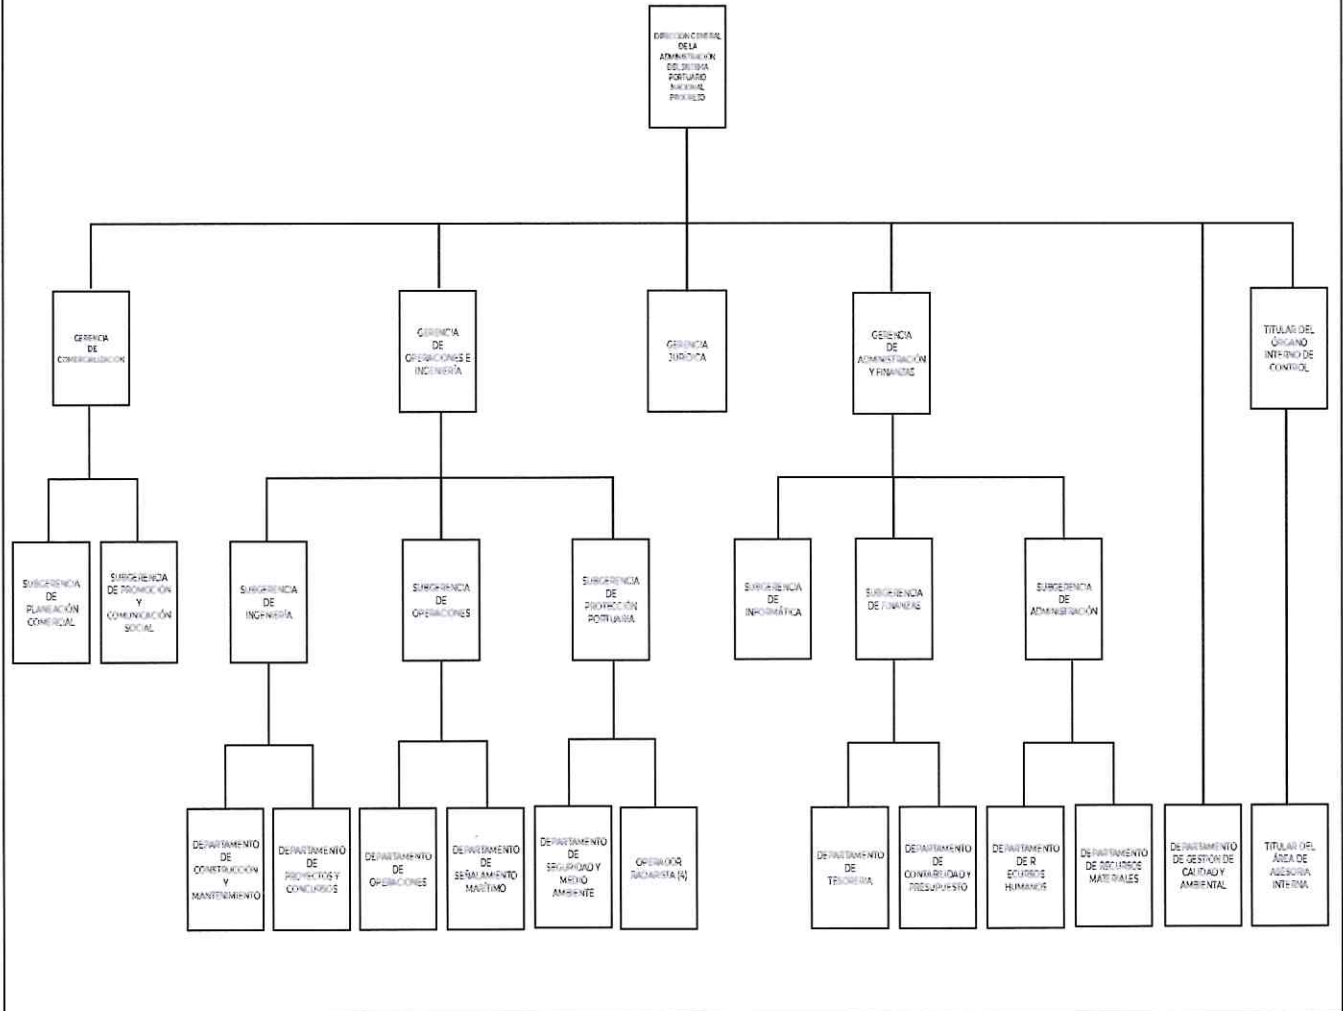 DIRECCIÓN GENERAL
DE LA
ADMINISTRACIÓN
DEL SISTEMA
PORTUARIO
NACIONAL
PROGRESO
GERENCIA
DE
COMERCIALIZACIÓN
GERENCIA
DE
OPERACIONES E
INGENIERÍA
GERENCIA
JURÍDICA
GERENCIA
DE
ADMINISTRACIÓN
Y FINANZAS
TITULAR DEL
ÓRGANO
INTERNO DE
CONTROL
SUBGERENCIA
DE
PLANEACIÓN
COMERCIAL
SUBGERENCIA
DE PROMOCIÓN
Y
COMUNICACIÓN
SOCIAL
SUBGERENCIA
DE
INGENIERÍA
SUBGERENCIA
DE
OPERACIONES
SUBGERENCIA
DE
PROTECCIÓN
PORTUARIA
SUBGERENCIA
DE
INFORMÁTICA
SUBGERENCIA
DE FINANZAS
SUBGERENCIA
DE
ADMINISTRACIÓN
DEPARTAMENTO
DE
CONSTRUCCIÓN
Y
MANTENIMIENTO
DEPARTAMENTO
DE
PROYECTOS Y
CONCURSOS
DEPARTAMENTO
DE
OPERACIONES
DEPARTAMENTO
DE
SEÑALAMIENTO
MARÍTIMO
DEPARTAMENTO
DE
SEGURIDAD Y
MEDIO
AMBIENTE
OPERADOR
RADARISTA (4)
DEPARTAMENTO
DE
TESORERIA
DEPARTAMENTO
DE
CONTABILIDAD Y
PRESUPUESTO
DEPARTAMENTO
DE R
ECURSOS
HUMANOS
DEPARTAMENTO
DE RECURSOS
MATERIALES
DEPARTAMENTO
DE GESTIÓN DE
CALIDAD Y
AMBIENTAL
TITULAR DEL
ÁREA DE
ASESORIA
INTERNA